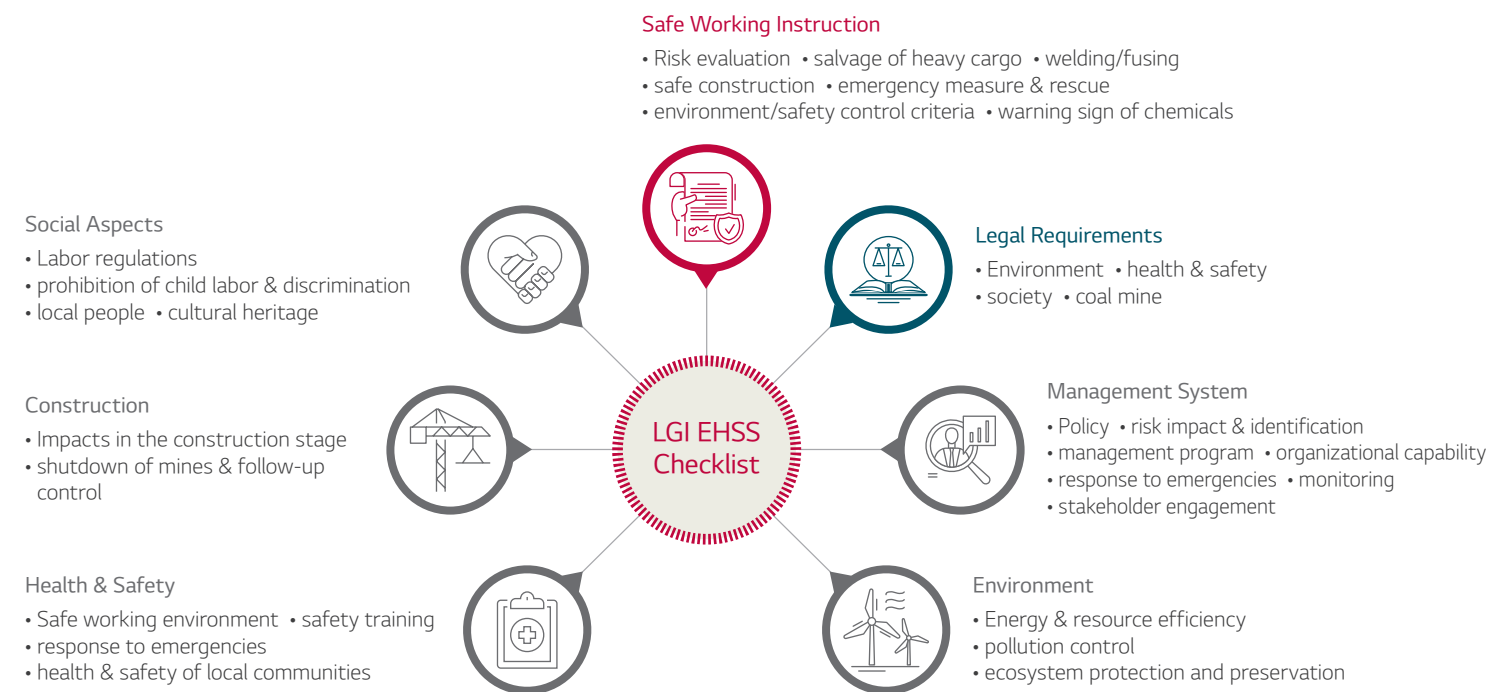 Safe Working Instruction
• Risk evaluation • salvage of heavy cargo • welding/fusing
• safe construction • emergency measure & rescue
• environment/safety control criteria • warning sign of chemicals
Social Aspects
• Labor regulations
• prohibition of child labor & discrimination
• local people • cultural heritage
Legal Requirements
• Environment • health & safety
• society • coal mine
Construction
• Impacts in the construction stage
• shutdown of mines & follow-up
control
LGI EHSS
Checklist
Management System
• Policy • risk impact & identification
• management program • organizational capability
• response to emergencies • monitoring
• stakeholder engagement
Health & Safety
• Safe working environment • safety training
• response to emergencies
• health & safety of local communities
Environment
• Energy & resource efficiency
• pollution control
• ecosystem protection and preservation